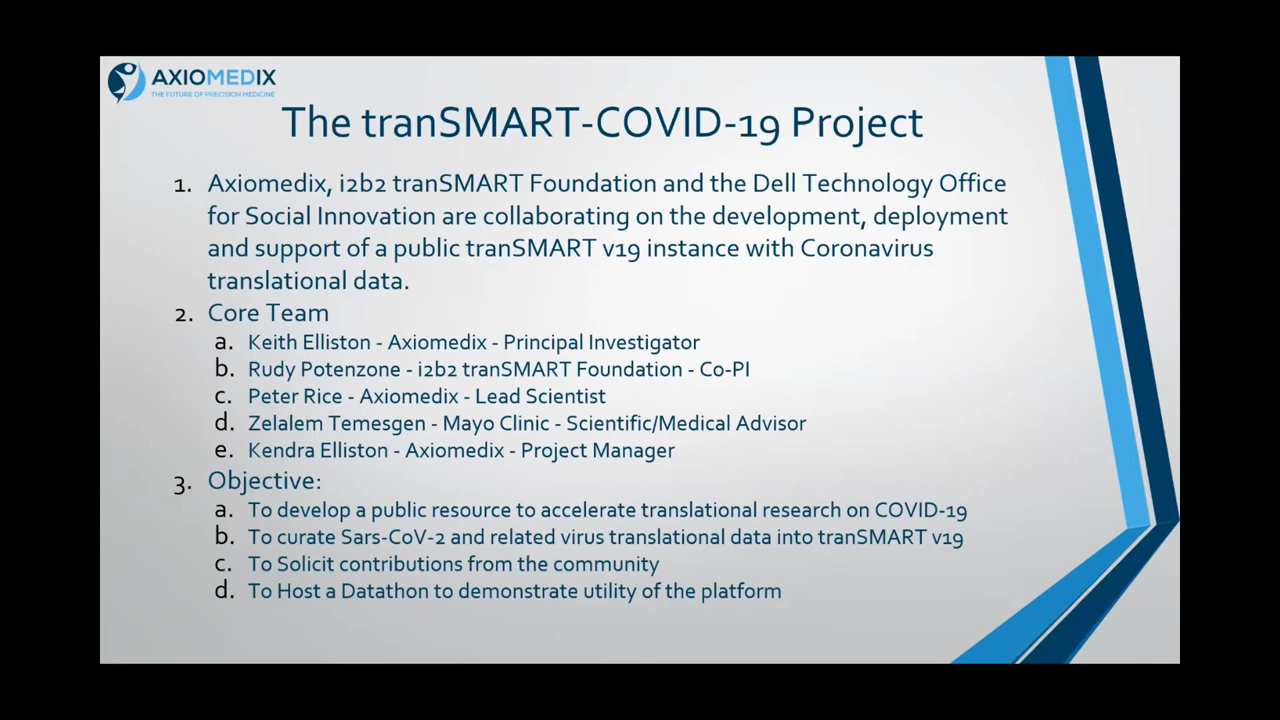 AXIOMEDIX
THE FUTURE OF PRECISION MEDICINE
The tranSMART-COVID-19 Project
1. Axiomedix, i2b2 tranSMART Foundation and the Dell Technology Office
for Social Innovation are collaborating on the development, deployment
and support of a public tranSMART v19 instance with Coronavirus
translational data.
2. Core Team
a. Keith Elliston - Axiomedix - Principal Investigator
b. Rudy Potenzone - i2b2 tranSMART Foundation - Co-PI
c. Peter Rice - Axiomedix - Lead Scientist
d. Zelalem Temesgen - Mayo Clinic - Scientific/Medical Advisor
e. Kendra Elliston - Axiomedix - Project Manager
3. Objective:
a. To develop a public resource to accelerate translational research on COVID-19
b. To curate Sars-CoV-2 and related virus translational data into tranSMART v19
c. To Solicit contributions from the community
d. To Host a Datathon to demonstrate utility of the platform